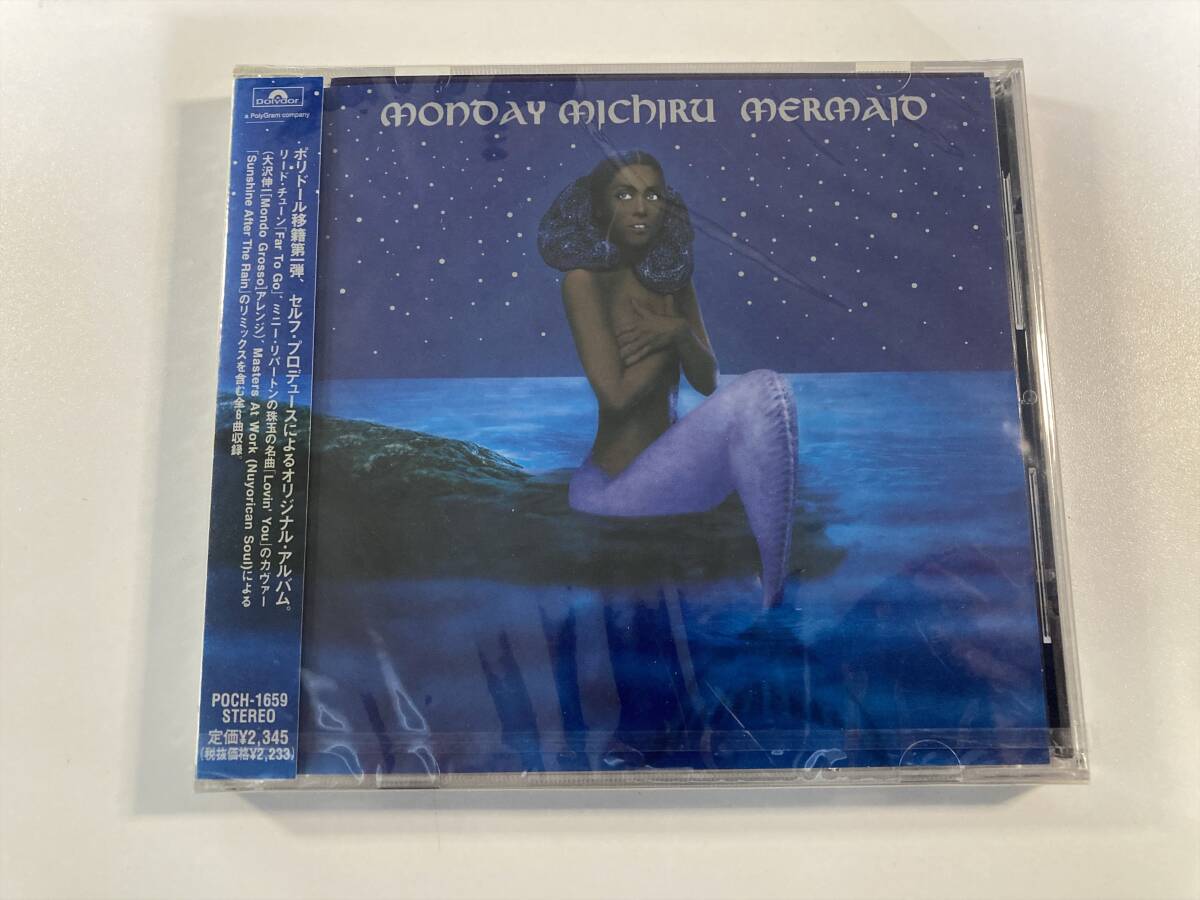 Polydor
a PolyGram company
MONDAY MICHIRU MERMAID
ポリドール移籍第一弾、セルフ・プロデュースによるオリジナル・アルバム。
リード・チューン「Far To Go」、ミニー・リパートンの珠玉の名曲「Lovin' You」のカヴァー
(大沢伸一[Mondo Grosso]アレンジ)、Masters At Work (Nuyorican Soul)による
「Sunshine After The Rain」のリミックスを含む全8曲収録。
POCH-1659
STEREO
定価¥2,345
(税抜価格¥2,233)